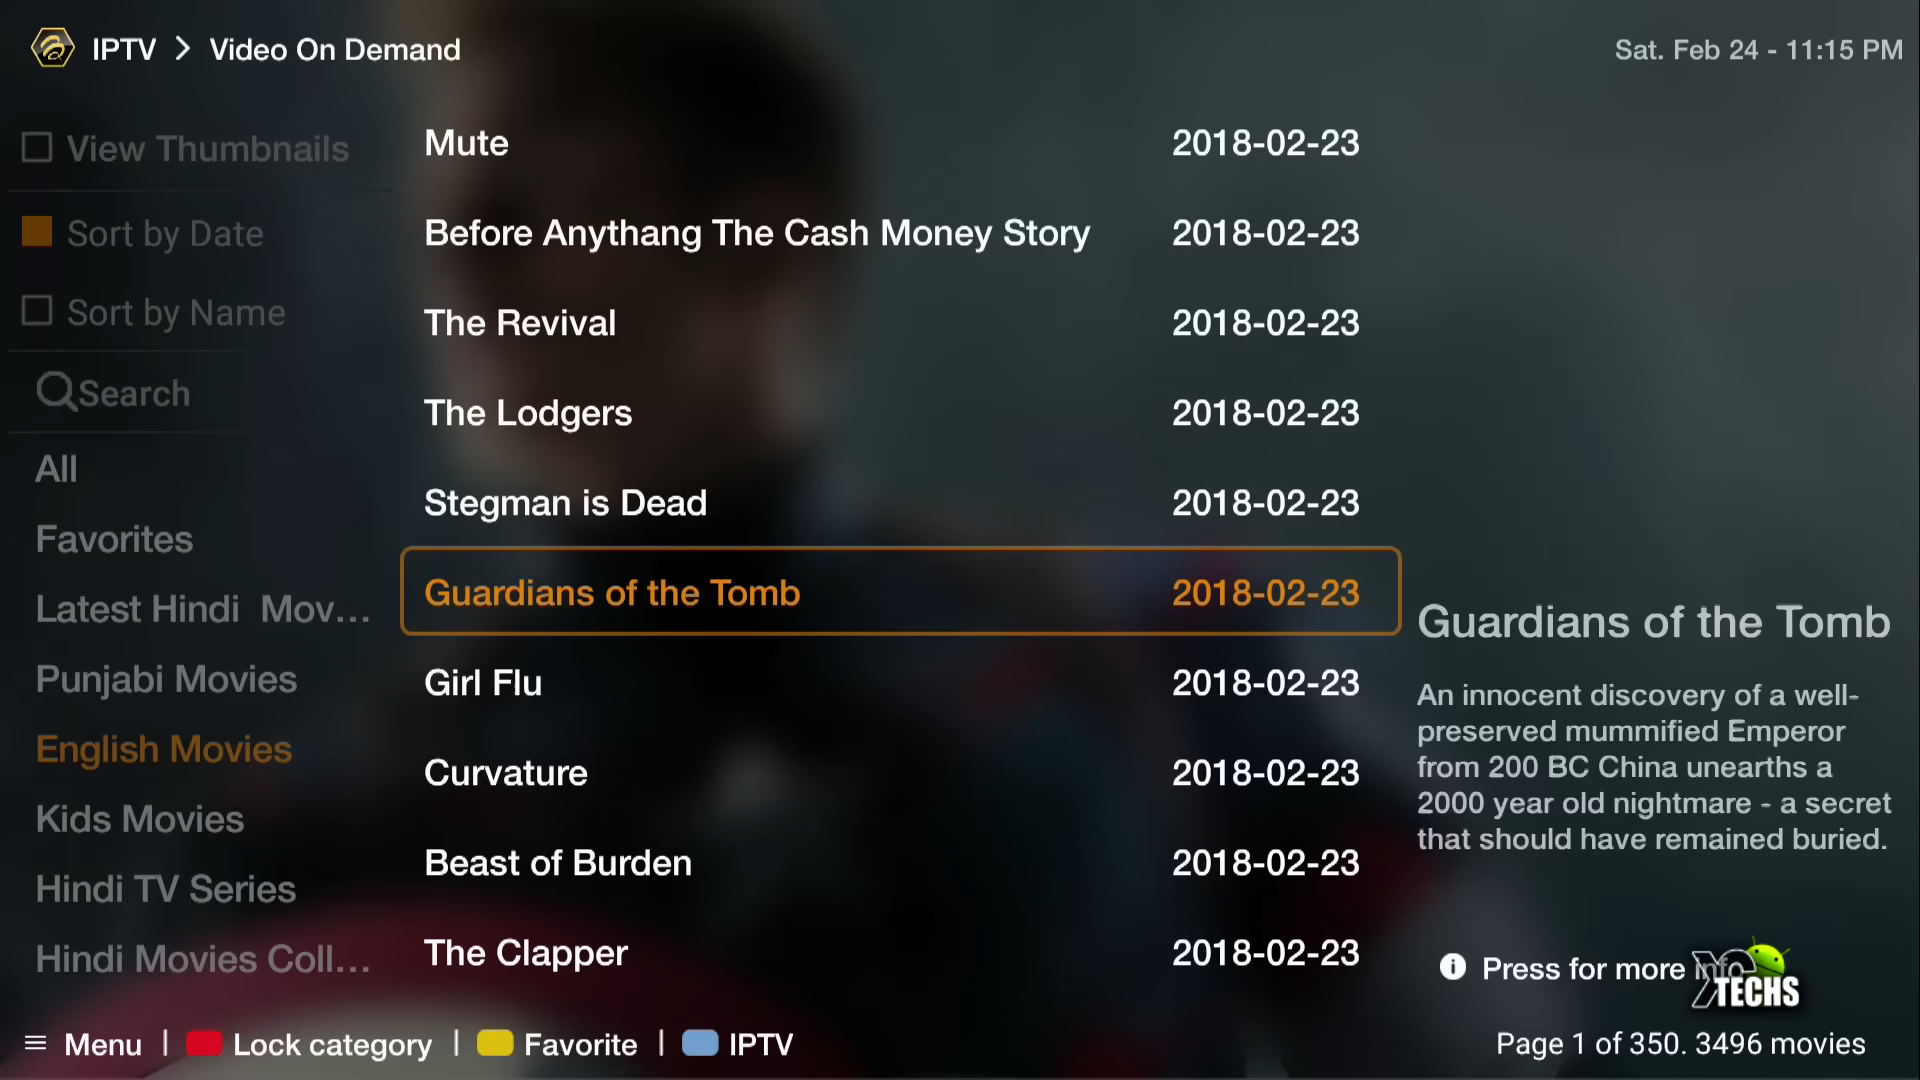 IPTV > Video On Demand
Sat. Feb 24 - 11:15 PM
View Thumbnails
Sort by Date
Sort by Name
Search
All
Favorites
Latest Hindi Mov...
Punjabi Movies
English Movies
Kids Movies
Hindi TV Series
Hindi Movies Coll...
Mute 2018-02-23
Before Anythang The Cash Money Story 2018-02-23
The Revival 2018-02-23
The Lodgers 2018-02-23
Stegman is Dead 2018-02-23
Guardians of the Tomb 2018-02-23
Girl Flu 2018-02-23
Curvature 2018-02-23
Beast of Burden 2018-02-23
The Clapper 2018-02-23
Guardians of the Tomb
An innocent discovery of a well-
preserved mummified Emperor
from 200 BC China unearths a
2000 year old nightmare - a secret
that should have remained buried.
Press for more info
TECHS
Menu | Lock category | Favorite | IPTV
Page 1 of 350. 3496 movies